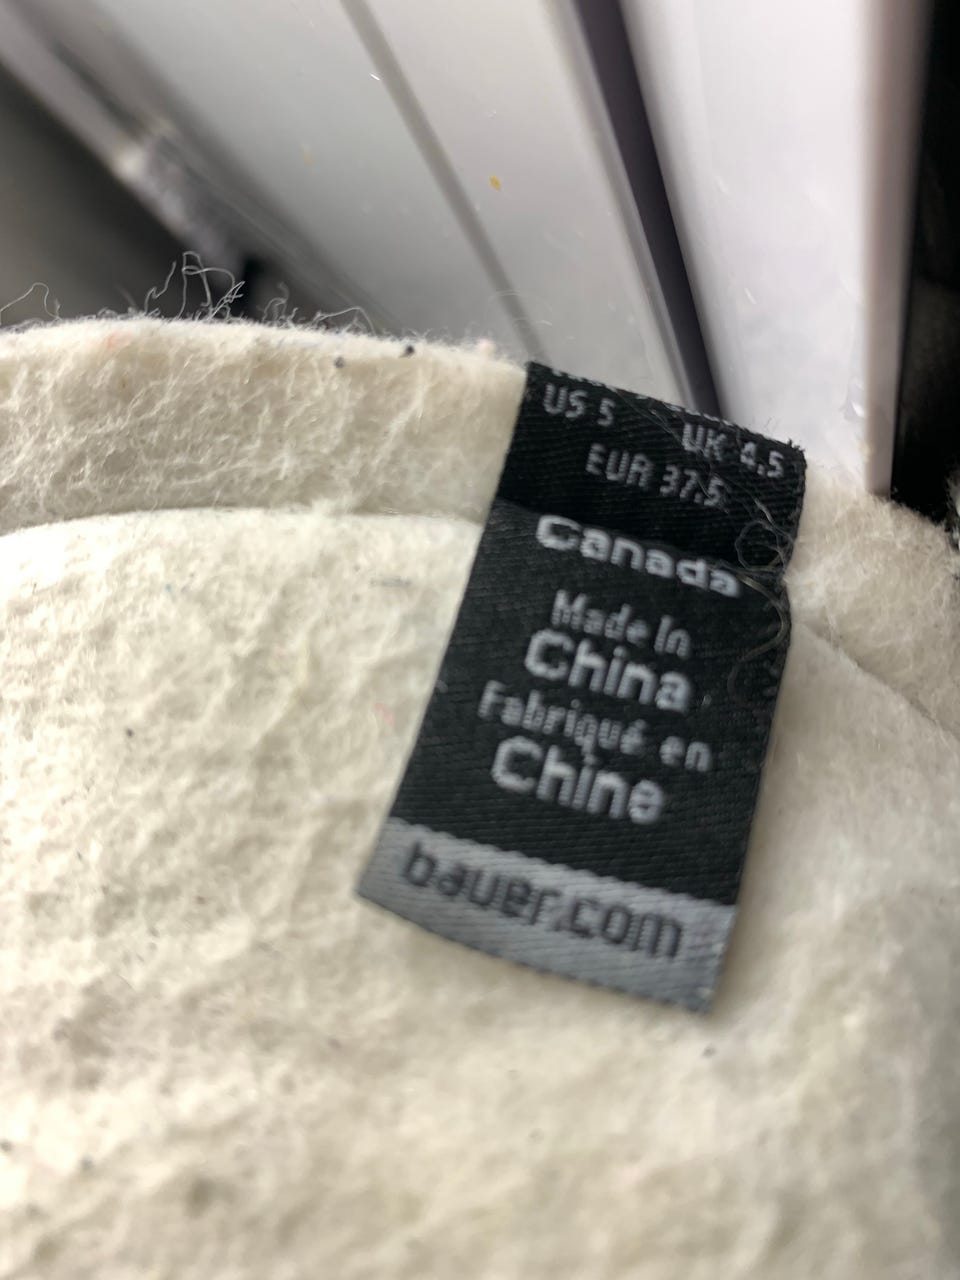 US 5 UK 4.5
EUR 37.5
Canada
Made In
China
Fabriqué en
Chine
bauer.com